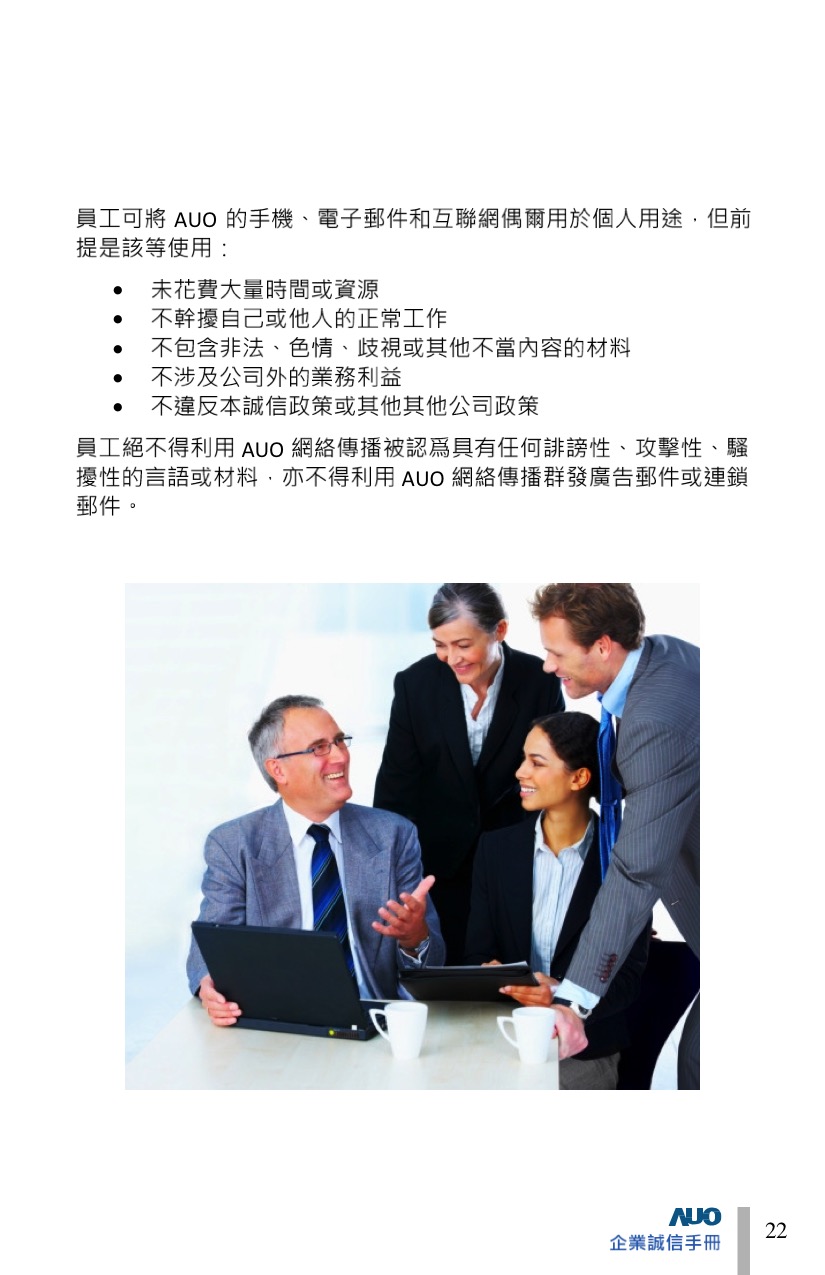 員工可將 AUO 的手機、電子郵件和互聯網偶爾用於個人用途，但前
提是該等使用：
• 未花費大量時間或資源
• 不幹擾自己或他人的正常工作
• 不包含非法、色情、歧視或其他不當內容的材料
• 不涉及公司外的業務利益
• 不違反本誠信政策或其他其他公司政策
員工絕不得利用 AUO 網絡傳播被認爲具有任何誹謗性、攻擊性、騷
擾性的言語或材料，亦不得利用 AUO 網絡傳播群發廣告郵件或連鎖
郵件。
AUO
企業誠信手冊
22